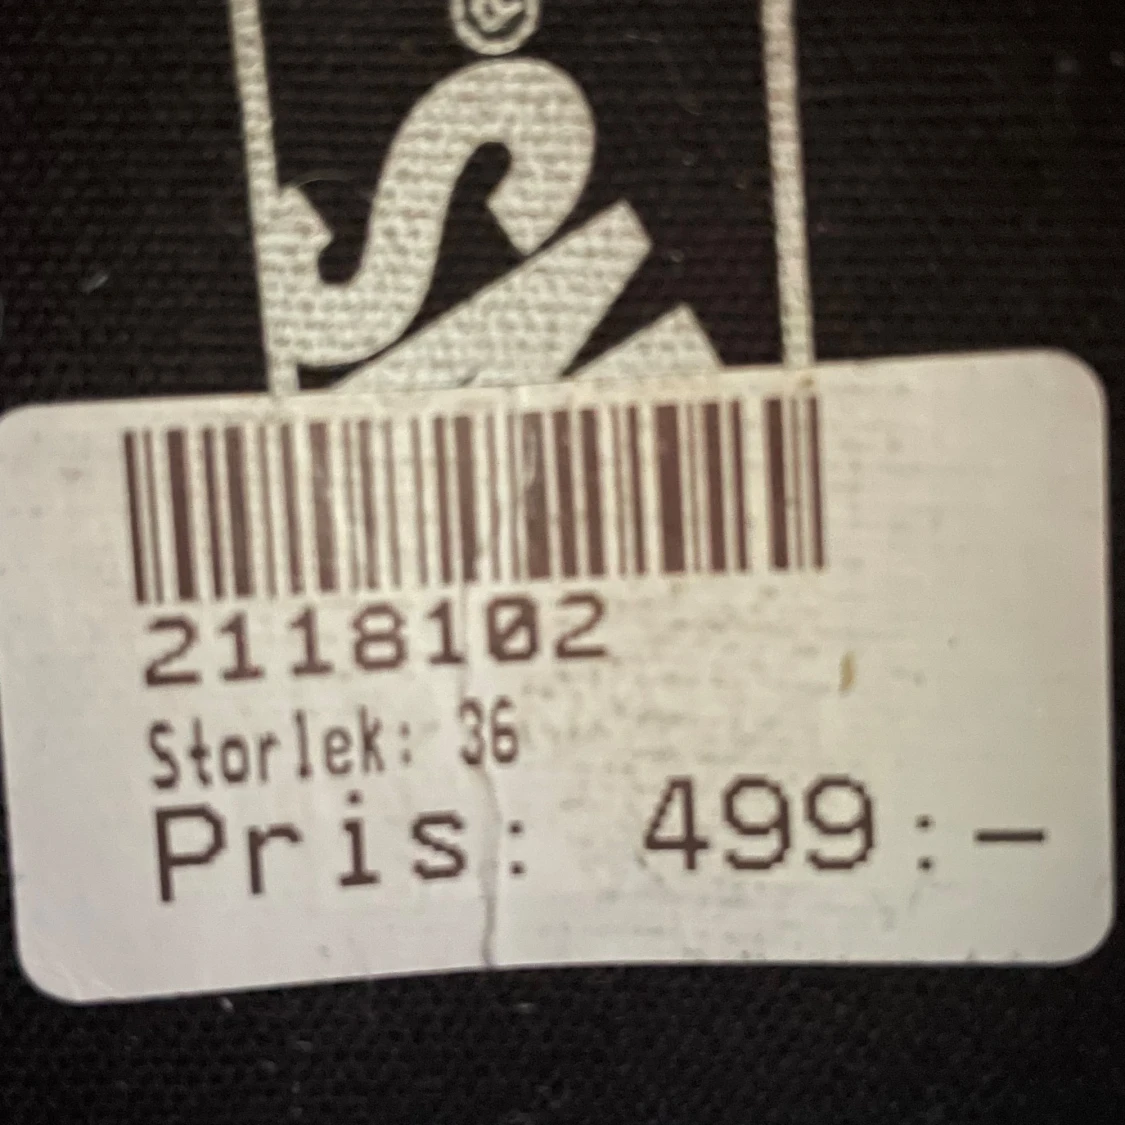 ®
2118102
Storlek: 36
Pris: 499:-